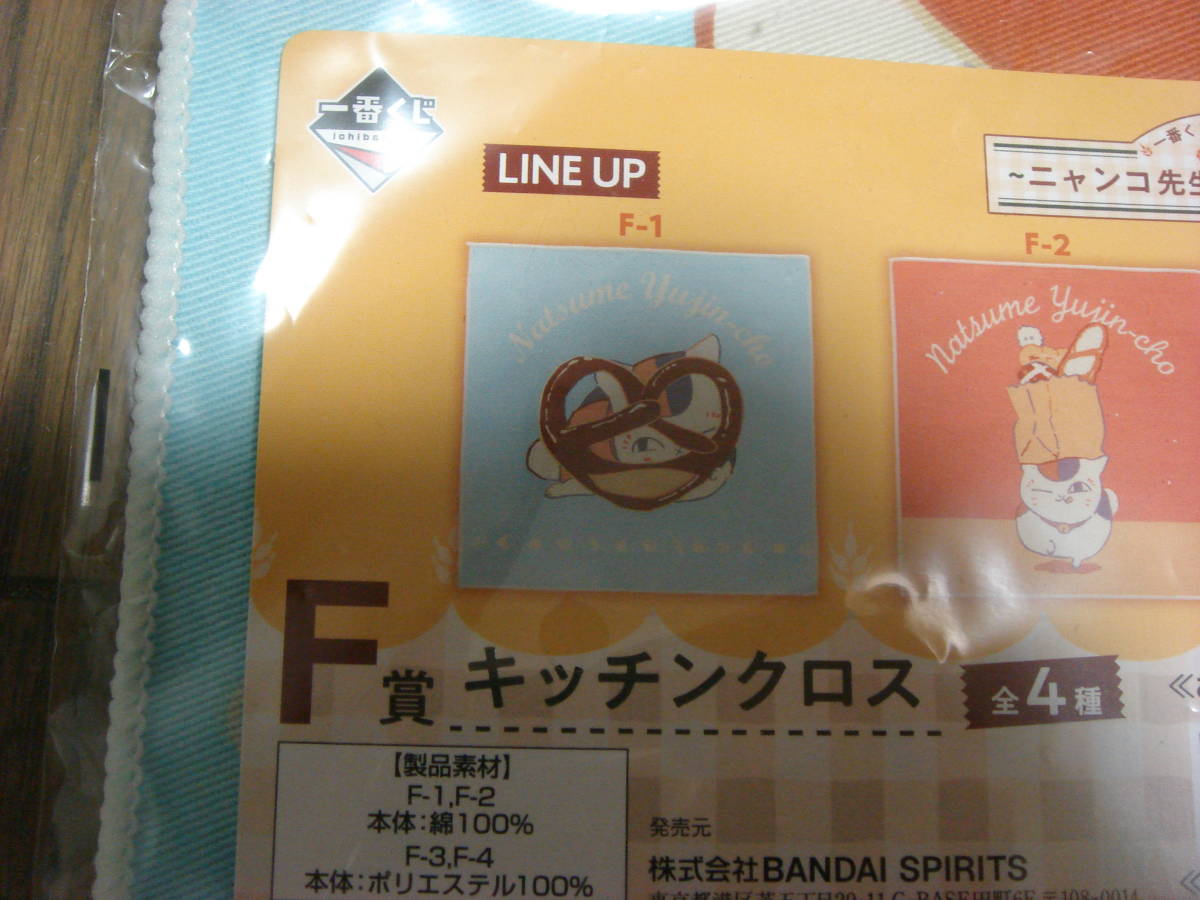 一番くじ
LINE UP
一番く
~ニャンコ先生
F-1
F-2
Natsume Yujin-cho
Natsume Yujin-cho
F賞 キッチンクロス 全4種
【製品素材】
F-1,F-2
本体:綿100%
F-3,F-4
本体:ポリエステル100%
発売元
株式会社BANDAI SPIRITS